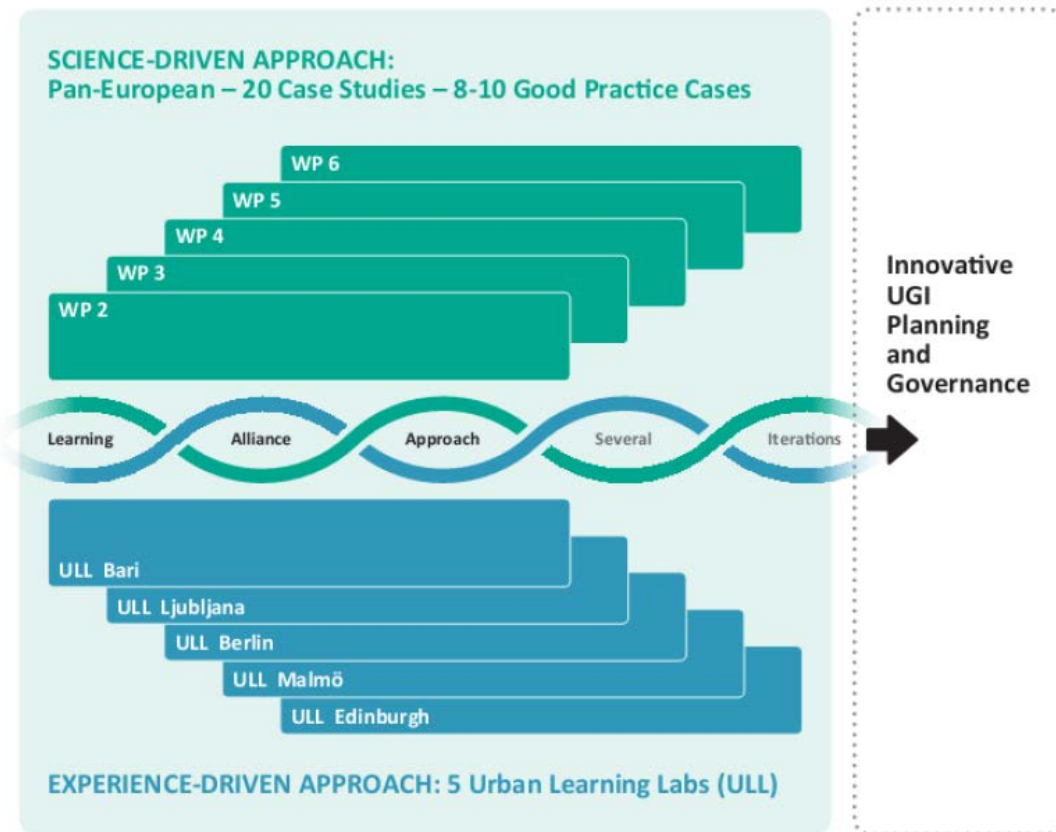 SCIENCE-DRIVEN APPROACH:
Pan-European – 20 Case Studies – 8-10 Good Practice Cases
WP 6
WP 5
WP 4
WP 3
WP 2
Learning Alliance Approach Several Iterations
Innovative
UGI
Planning
and
Governance
ULL Bari
ULL Ljubljana
ULL Berlin
ULL Malmö
ULL Edinburgh
EXPERIENCE-DRIVEN APPROACH: 5 Urban Learning Labs (ULL)